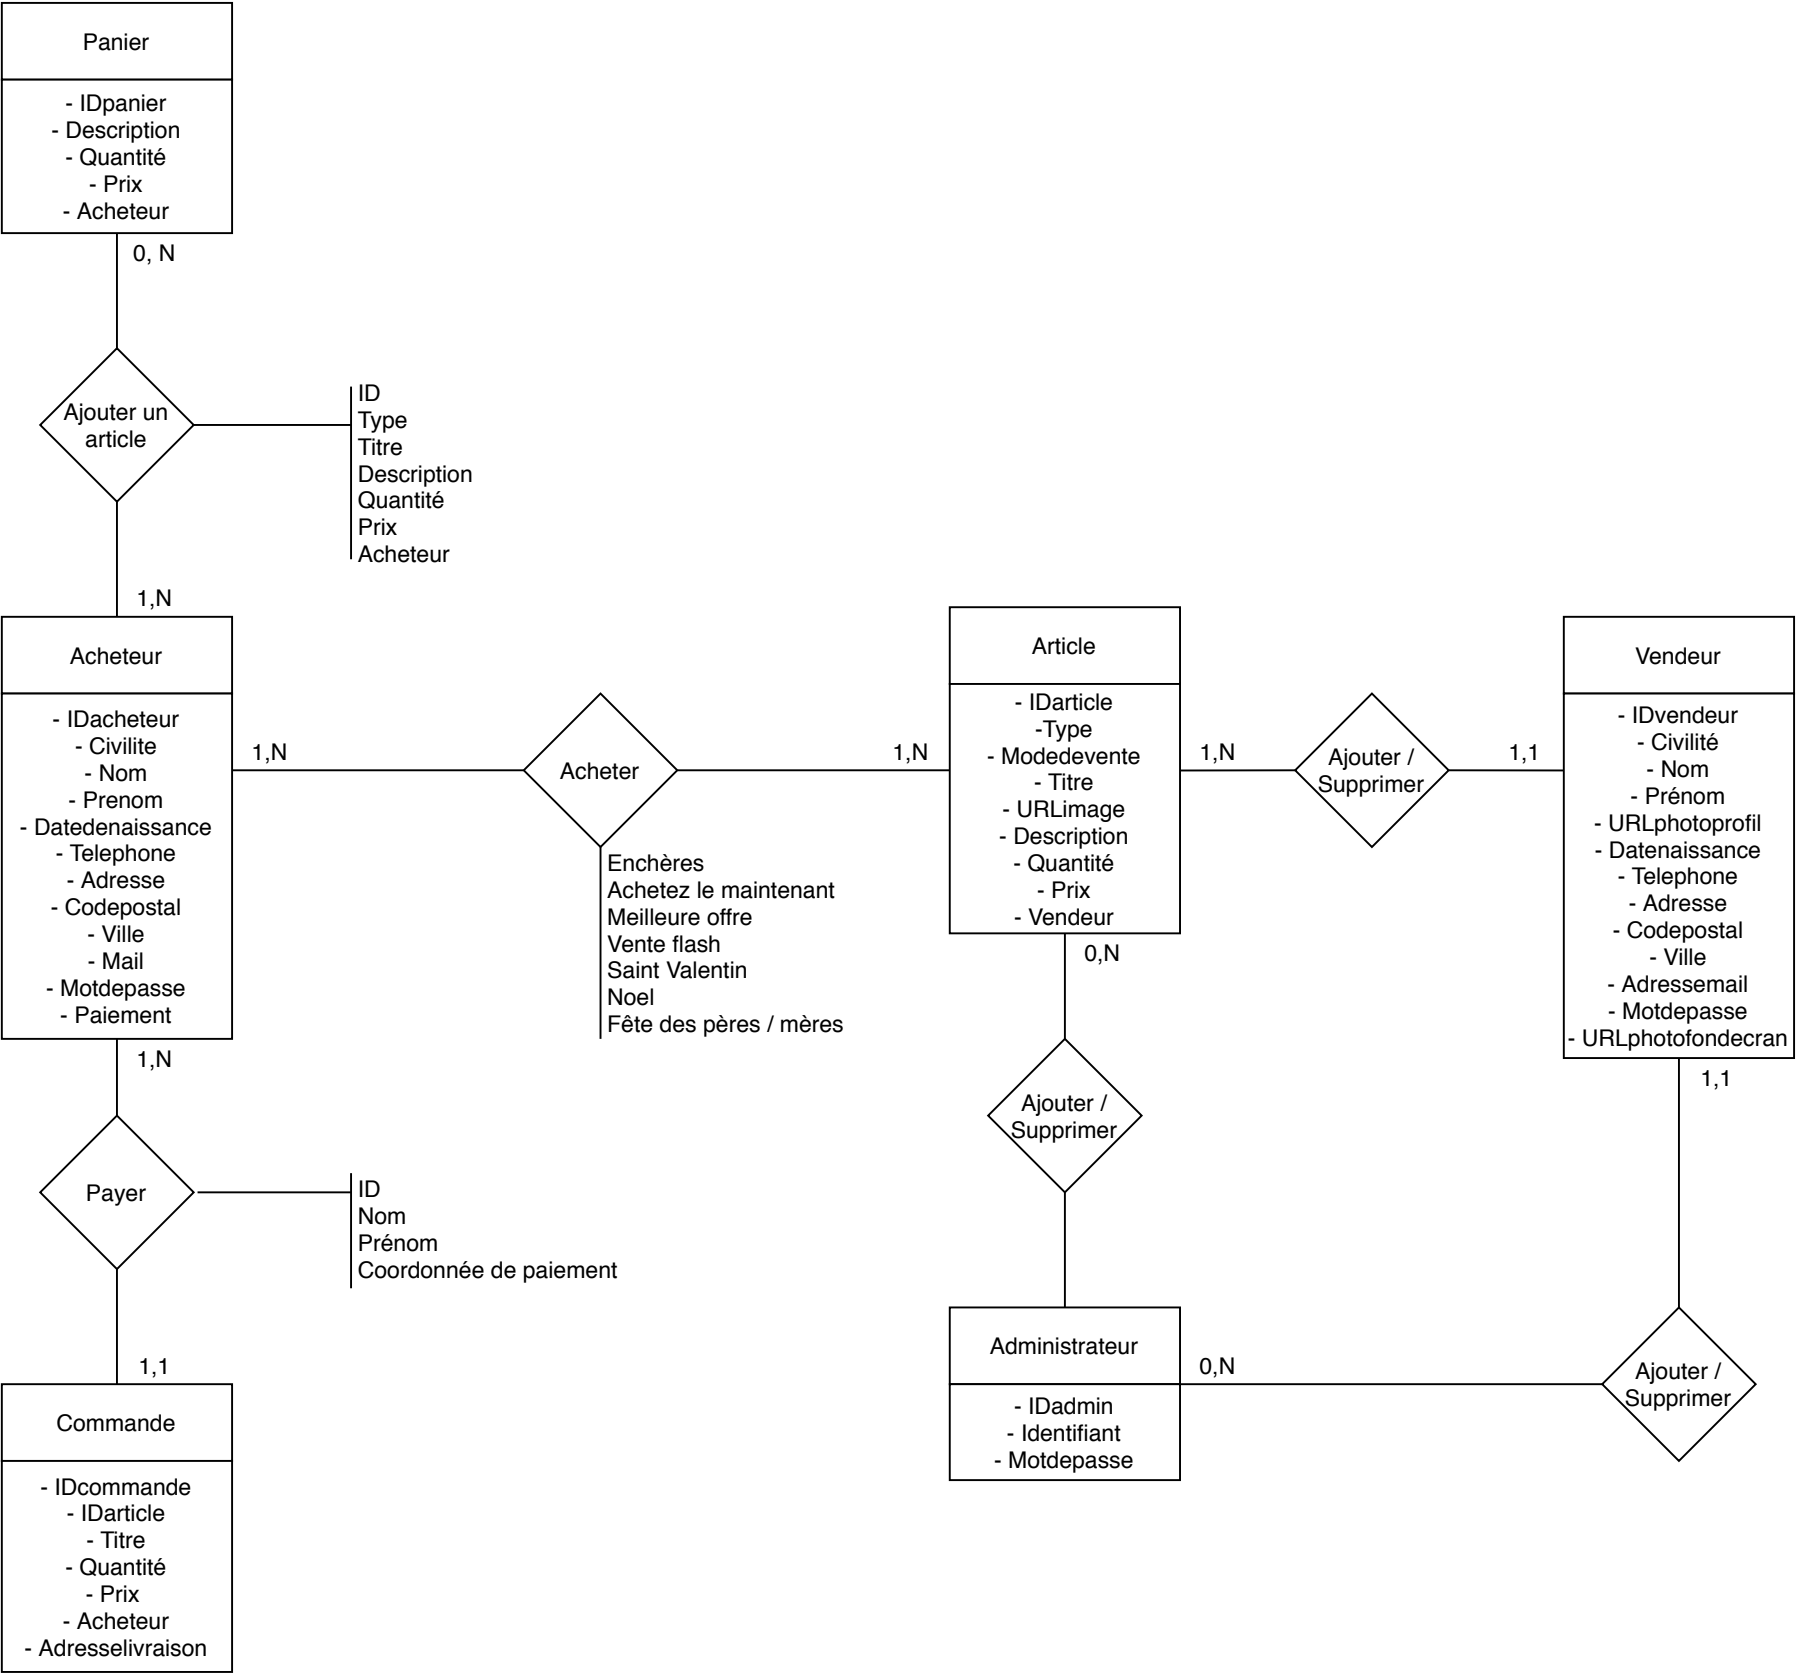 Panier
- IDpanier
- Description
- Quantité
- Prix
- Acheteur
0, N
Ajouter un
article
ID
Type
Titre
Description
Quantité
Prix
Acheteur
1,N
Acheteur
- IDacheteur
- Civilite
- Nom
- Prenom
- Datedenaissance
- Telephone
- Adresse
- Codepostal
- Ville
- Mail
- Motdepasse
- Paiement
1,N
Acheter
Enchères
Achetez le maintenant
Meilleure offre
Vente flash
Saint Valentin
Noel
Fête des pères / mères
1,N
Article
- IDarticle
-Type
- Modedevente
- Titre
- URLimage
- Description
- Quantité
- Prix
- Vendeur
1,N
Ajouter /
Supprimer
1,1
Vendeur
- IDvendeur
- Civilité
- Nom
- Prénom
- URLphotoprofil
- Datenaissance
- Telephone
- Adresse
- Codepostal
- Ville
- Adressemail
- Motdepasse
- URLphotofondecran
0,N
Ajouter /
Supprimer
1,1
1,N
Payer
ID
Nom
Prénom
Coordonnée de paiement
1,1
Commande
- IDcommande
- IDarticle
- Titre
- Quantité
- Prix
- Acheteur
- Adresselivraison
Administrateur
- IDadmin
- Identifiant
- Motdepasse
0,N
Ajouter /
Supprimer